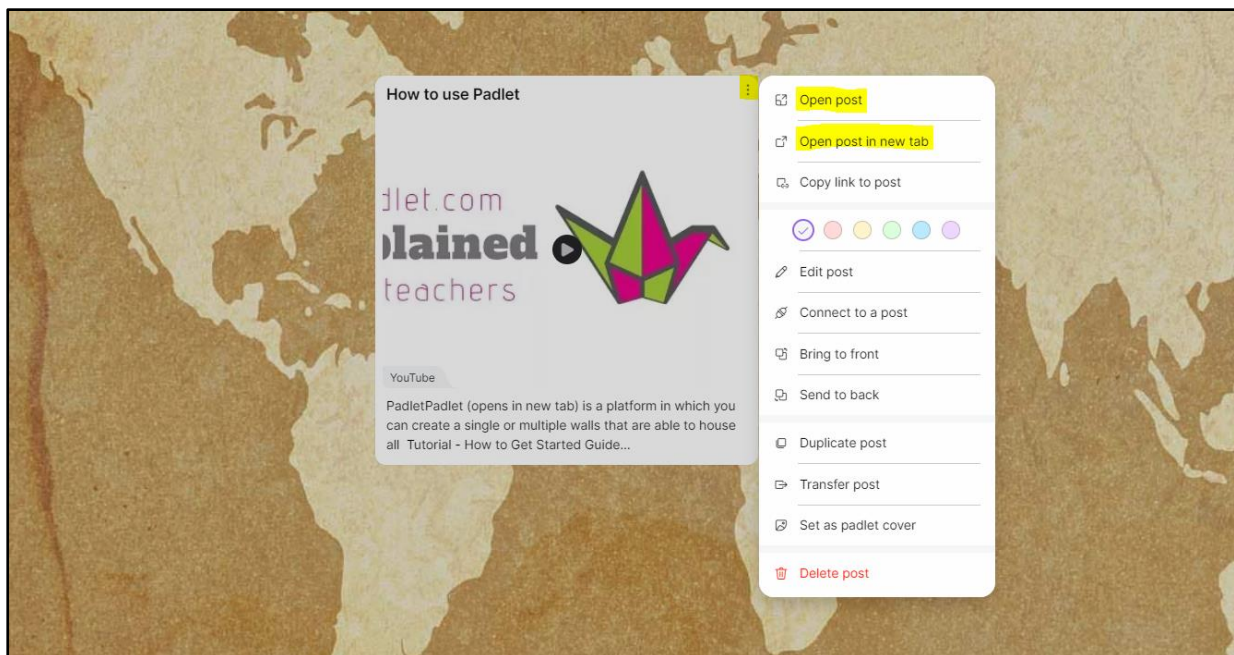 How to use Padlet
dlet.com
plained
teachers
YouTube
PadletPadlet (opens in new tab) is a platform in which you
can create a single or multiple walls that are able to house
all Tutorial - How to Get Started Guide...
Open post
Open post in new tab
Copy link to post
Edit post
Connect to a post
Bring to front
Send to back
Duplicate post
Transfer post
Set as padlet cover
Delete post